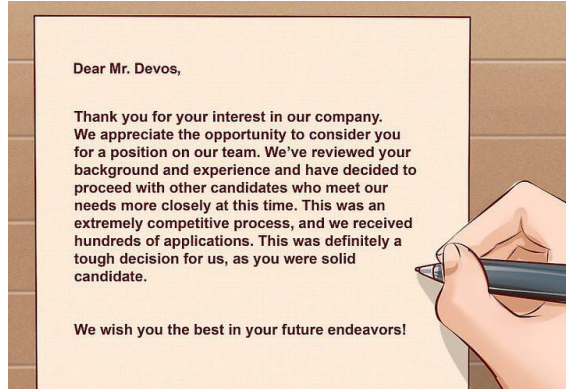 Dear Mr. Devos,
Thank you for your interest in our company.
We appreciate the opportunity to consider you
for a position on our team. We've reviewed your
background and experience and have decided to
proceed with other candidates who meet our
needs more closely at this time. This was an
extremely competitive process, and we received
hundreds of applications. This was definitely a
tough decision for us, as you were solid
candidate.
We wish you the best in your future endeavors!